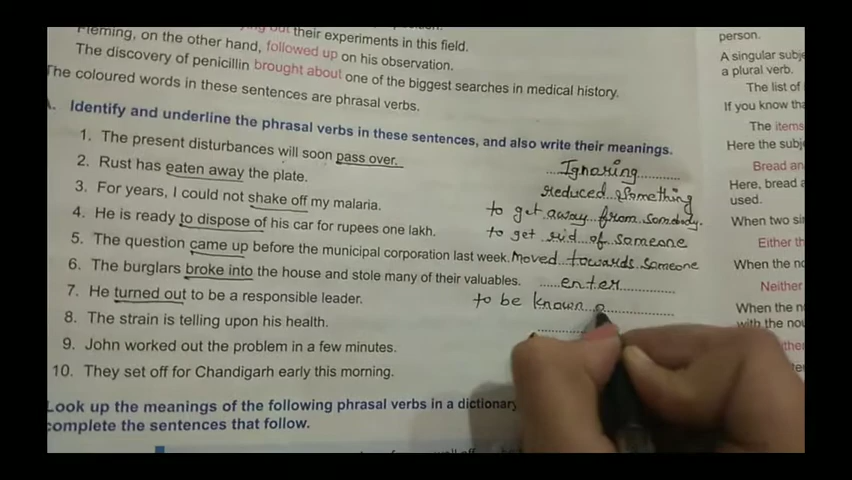 ying out their experiments in this field.
Fleming, on the other hand, followed up on his observation.
The discovery of penicillin brought about one of the biggest searches in medical history.
The coloured words in these sentences are phrasal verbs.
A. Identify and underline the phrasal verbs in these sentences, and also write their meanings.
1. The present disturbances will soon pass over. Ignoring
2. Rust has eaten away the plate. reduced something
3. For years, I could not shake off my malaria. to get away from somebody.
4. He is ready to dispose of his car for rupees one lakh. to get rid of someone
5. The question came up before the municipal corporation last week. Moved towards someone
6. The burglars broke into the house and stole many of their valuables. enter
7. He turned out to be a responsible leader. to be known
8. The strain is telling upon his health.
9. John worked out the problem in a few minutes.
10. They set off for Chandigarh early this morning.
Look up the meanings of the following phrasal verbs in a dictionary
complete the sentences that follow.
person.
A singular subj
a plural verb.
The list of
If you know tha
The items
Here the subj
Bread an
Here, bread a
used.
When two sin
Either th
When the no
Neither
When the n
with the nou